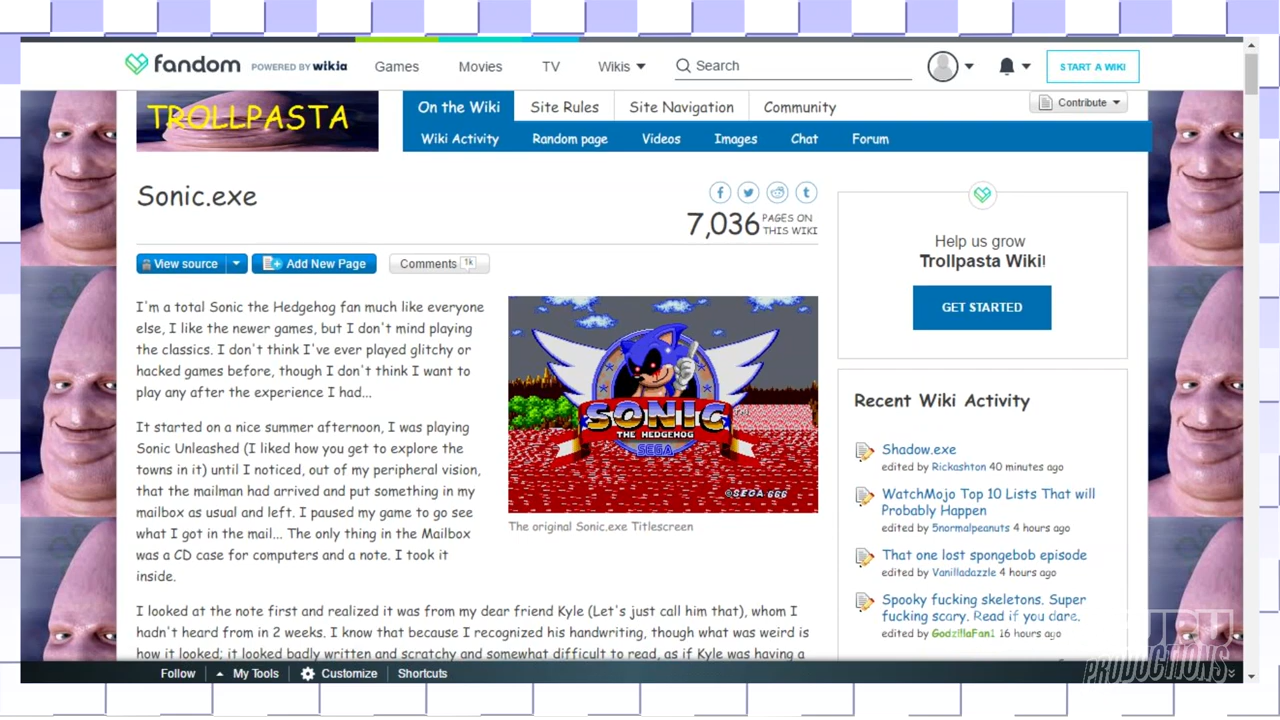 fandom POWERED BY wikia Games Movies TV Wikis Search START A WIKI
TROLLPASTA
On the Wiki Site Rules Site Navigation Community Contribute
Wiki Activity Random page Videos Images Chat Forum
Sonic.exe
7,036 PAGES ON THIS WIKI
View source Add New Page Comments 1k
I'm a total Sonic the Hedgehog fan much like everyone
else, I like the newer games, but I don't mind playing
the classics. I don't think I've ever played glitchy or
hacked games before, though I don't think I want to
play any after the experience I had...
It started on a nice summer afternoon, I was playing
Sonic Unleashed (I liked how you get to explore the
towns in it) until I noticed, out of my peripheral vision,
that the mailman had arrived and put something in my
mailbox as usual and left. I paused my game to go see
what I got in the mail... The only thing in the Mailbox
was a CD case for computers and a note. I took it
inside.
SONIC
THE HEDGEHOG
SEGA
©SEGA 666
The original Sonic.exe Titlescreen
I looked at the note first and realized it was from my dear friend Kyle (Let's just call him that), whom I
hadn't heard from in 2 weeks. I know that because I recognized his handwriting, though what was weird is
how it looked; it looked badly written and scratchy and somewhat difficult to read, as if Kyle was having a
Help us grow
Trollpasta Wiki!
GET STARTED
Recent Wiki Activity
Shadow.exe
edited by Rickashton 40 minutes ago
WatchMojo Top 10 Lists That will
Probably Happen
edited by 5normalpeanuts 4 hours ago
That one lost spongebob episode
edited by Vanilladazzle 4 hours ago
Spooky fucking skeletons. Super
fucking scary. Read if you dare.
edited by GodzillaFan1 16 hours ago
PRODUCTIONS
Follow My Tools Customize Shortcuts